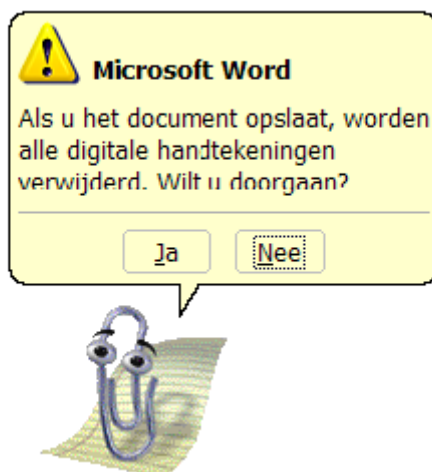 Microsoft Word
Als u het document opslaat, worden
alle digitale handtekeningen
verwijderd. Wilt u doorgaan?
Ja
Nee